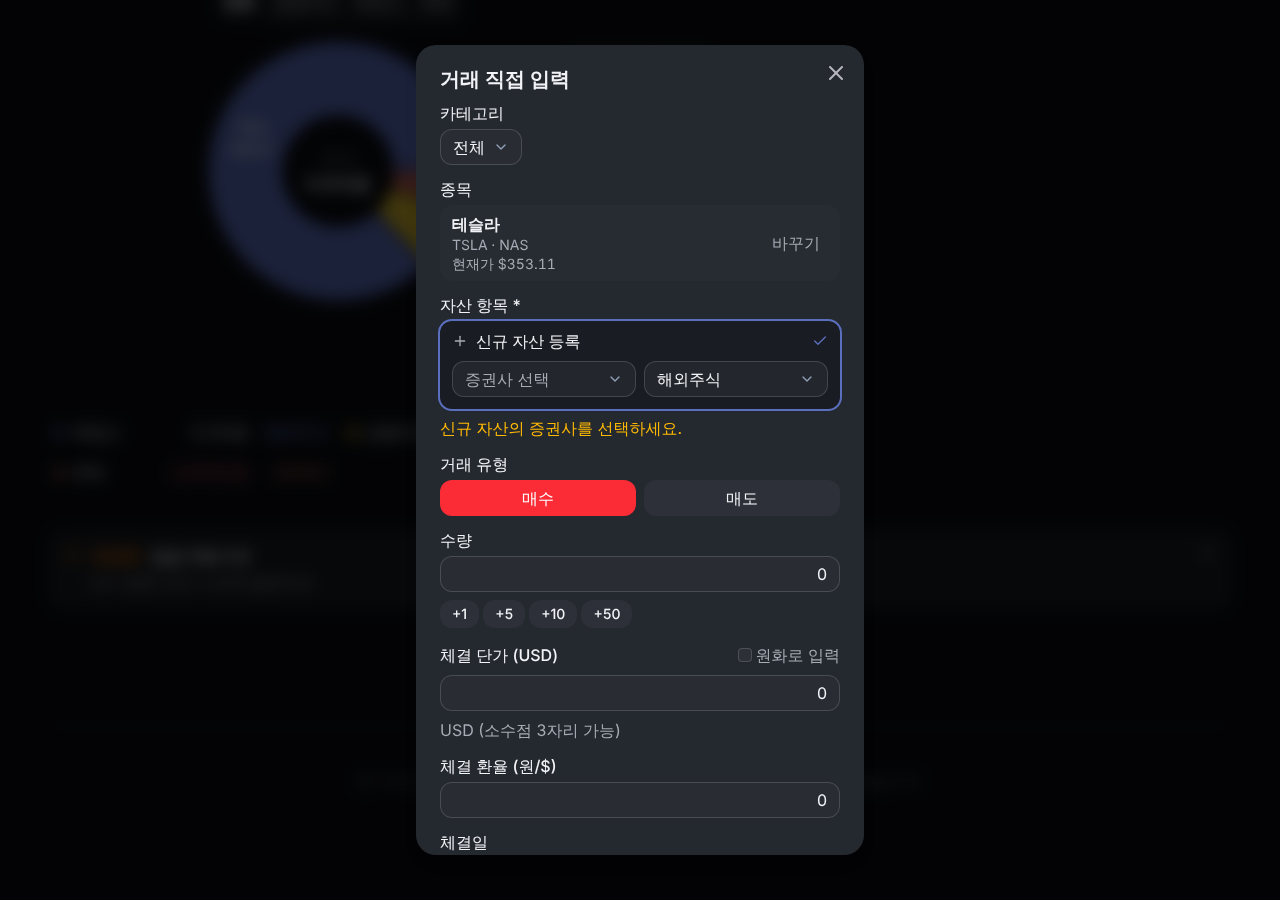 거래 직접 입력
카테고리
전체
종목
테슬라
TSLA · NAS
현재가 $353.11
바꾸기
자산 항목 *
신규 자산 등록
증권사 선택
해외주식
신규 자산의 증권사를 선택하세요.
거래 유형
매수
매도
수량
0
+1
+5
+10
+50
체결 단가 (USD)
원화로 입력
0
USD (소수점 3자리 가능)
체결 환율 (원/$)
0
체결일